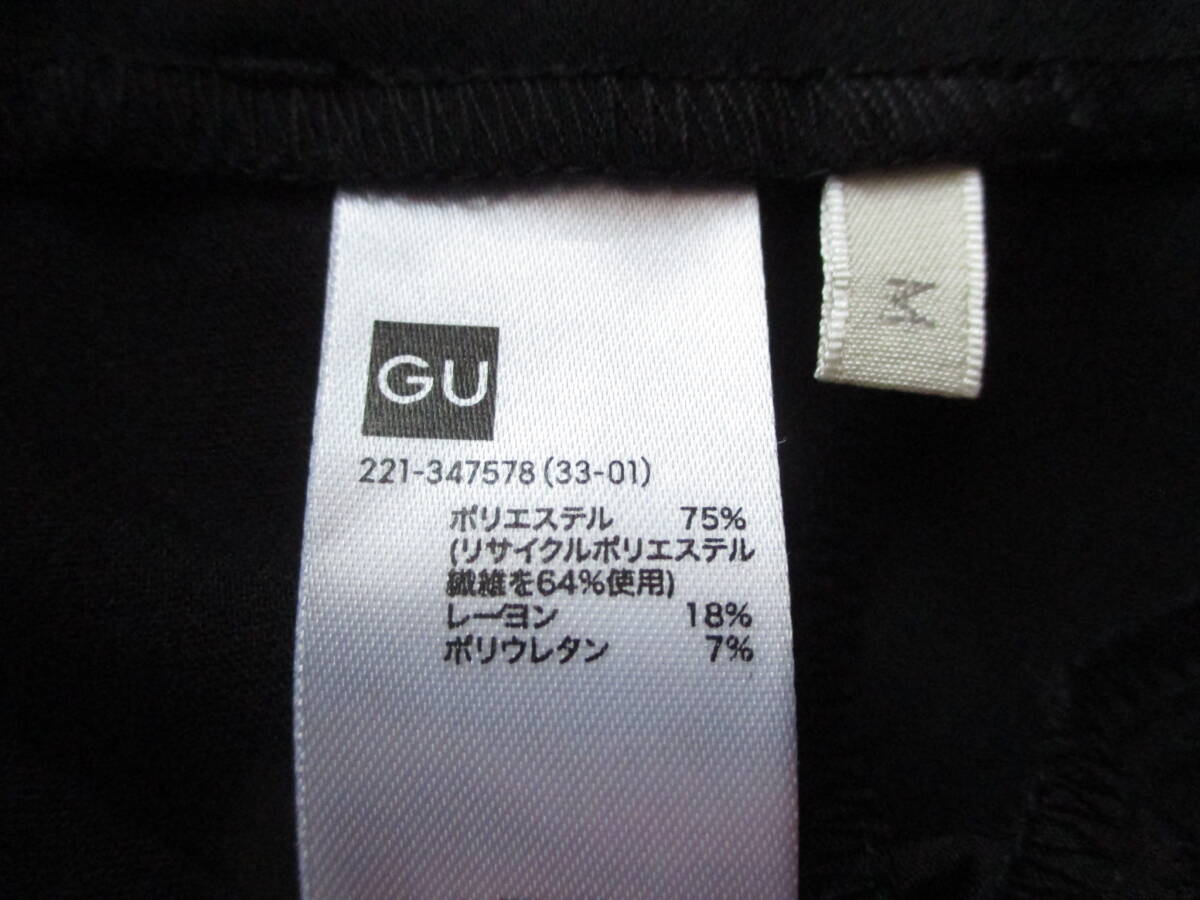 GU
221-347578(33-01)
ポリエステル 75%
(リサイクルポリエステル
繊維を64%使用)
レーヨン 18%
ポリウレタン 7%
M